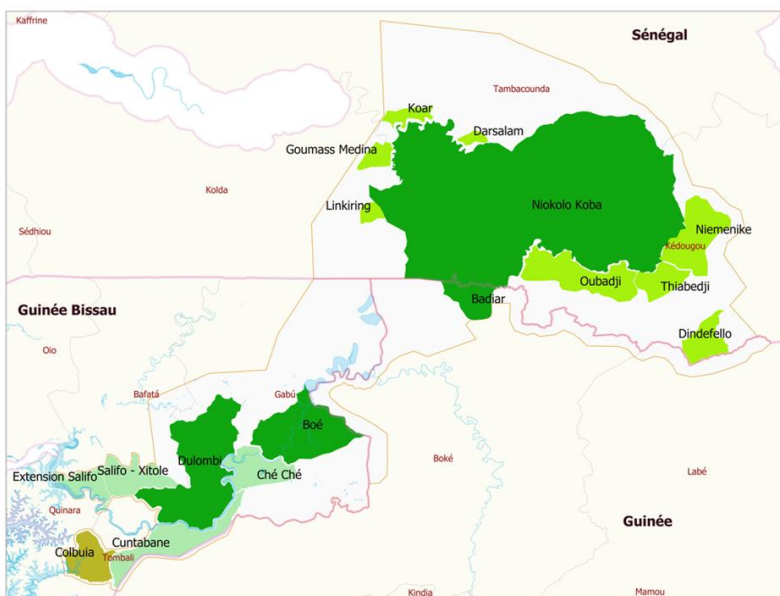 Kaffrine
Sénégal
Tambacounda
Koar
Darsalam
Goumass Medina
Kolda
Linkiring
Niokolo Koba
Niemenike
Sédhiou
Kédougou
Oubadji
Thiabedji
Badiar
Guinée Bissau
Dindefello
Oio
Bafatá
Gabú
Boé
Boké
Dulombi
Salifo - Xitole
Extension Salifo
Ché Ché
Labé
Quinara
Guinée
Cuntabane
Colbuia
Tombali
Kindia
Mamou